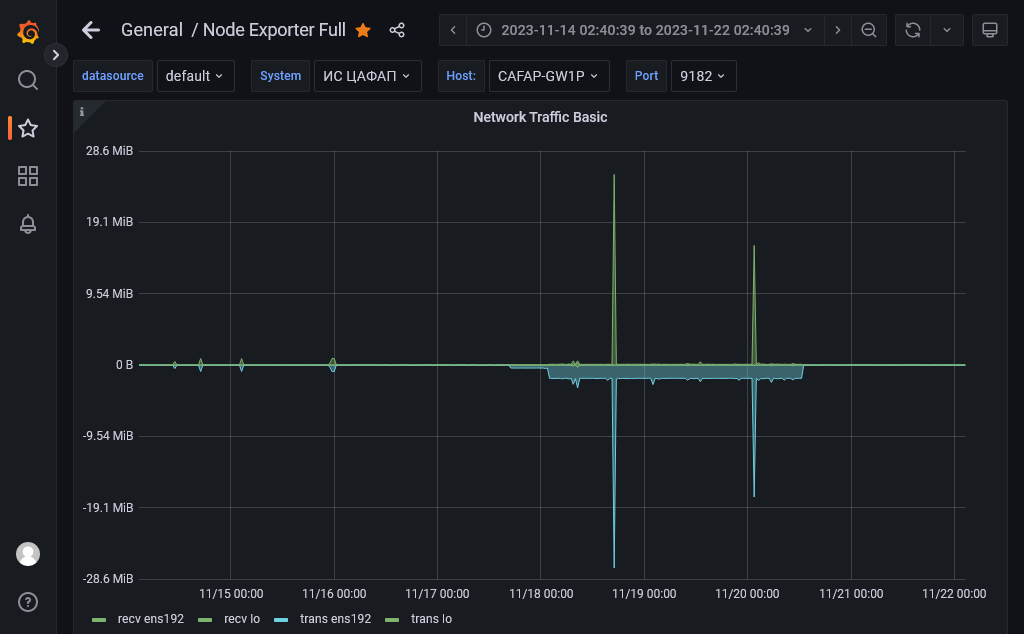 General / Node Exporter Full
2023-11-14 02:40:39 to 2023-11-22 02:40:39
datasource default System ИС ЦАФАП Host: CAFAP-GW1P Port 9182
i
Network Traffic Basic
28.6 MiB
19.1 MiB
9.54 MiB
0 B
-9.54 MiB
-19.1 MiB
-28.6 MiB
11/15 00:00 11/16 00:00 11/17 00:00 11/18 00:00 11/19 00:00 11/20 00:00 11/21 00:00 11/22 00:00
recv ens192 recv lo trans ens192 trans lo